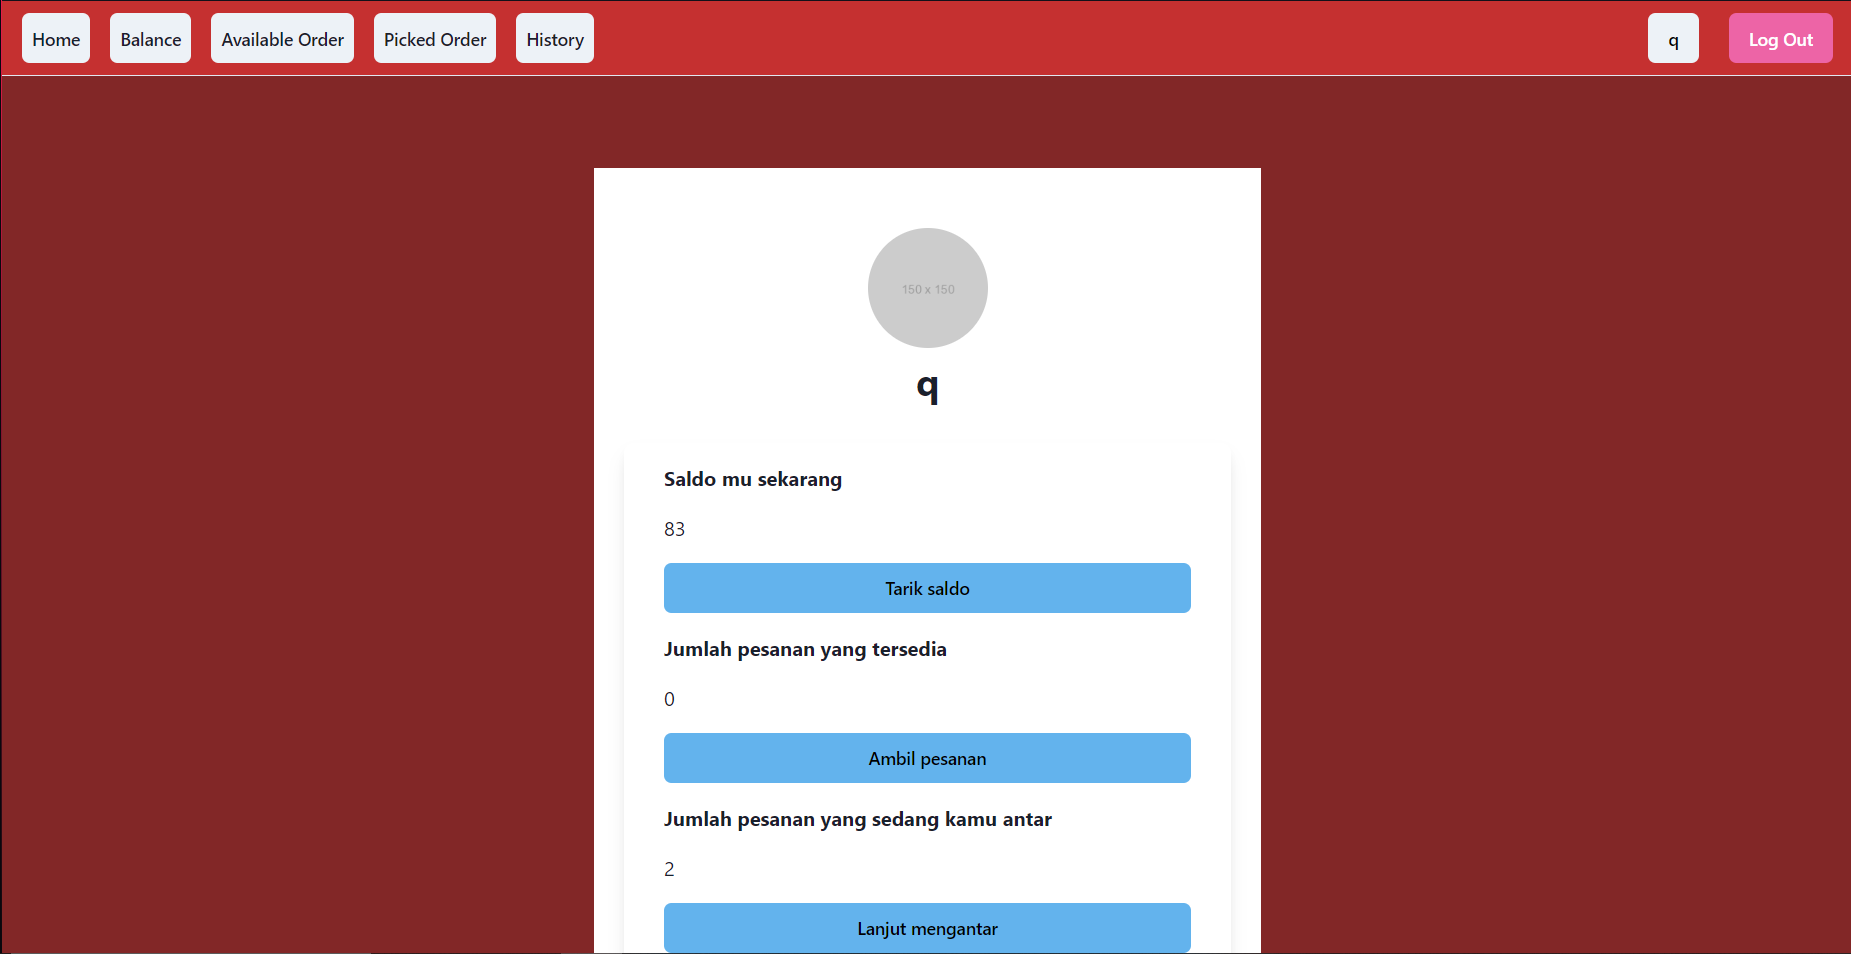 Home Balance Available Order Picked Order History q Log Out
150 x 150
q
Saldo mu sekarang
83
Tarik saldo
Jumlah pesanan yang tersedia
0
Ambil pesanan
Jumlah pesanan yang sedang kamu antar
2
Lanjut mengantar